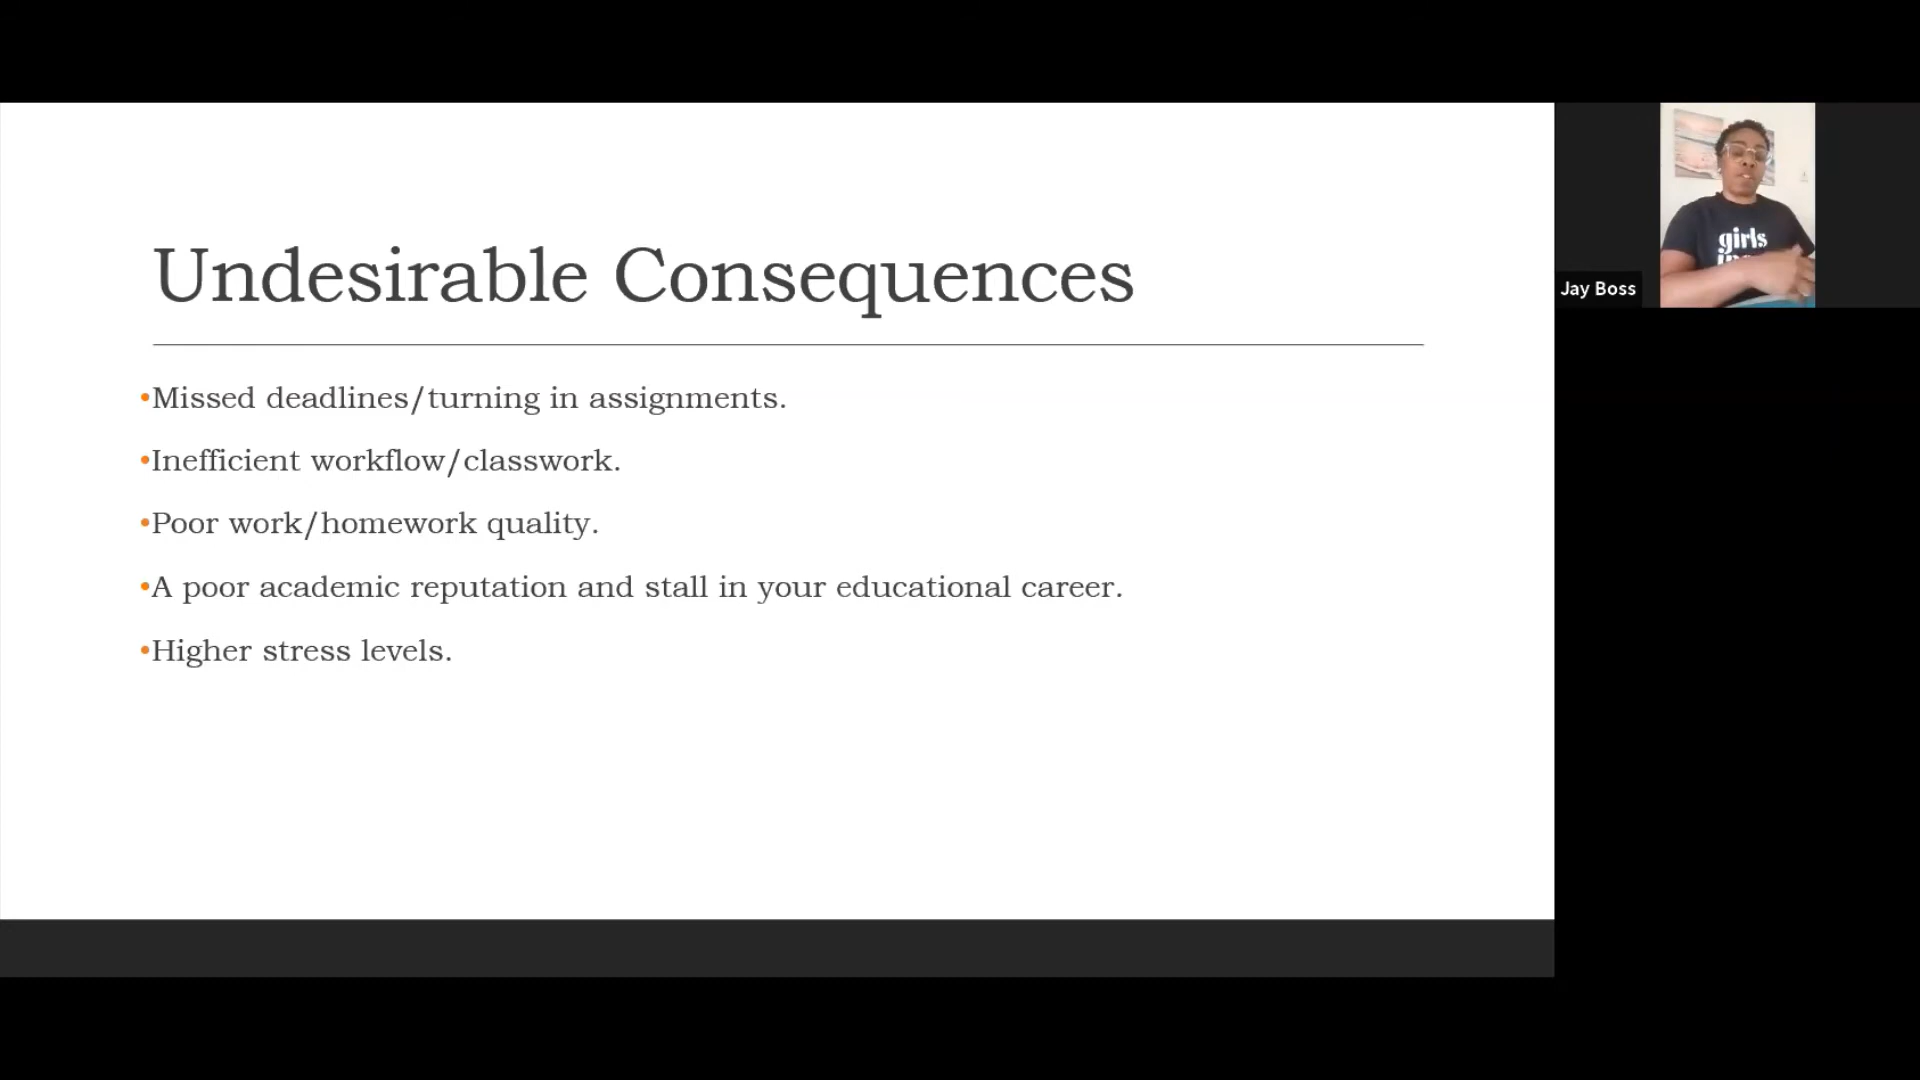 Undesirable Consequences
•Missed deadlines/turning in assignments.
•Inefficient workflow/classwork.
•Poor work/homework quality.
•A poor academic reputation and stall in your educational career.
•Higher stress levels.
Jay Boss
girls